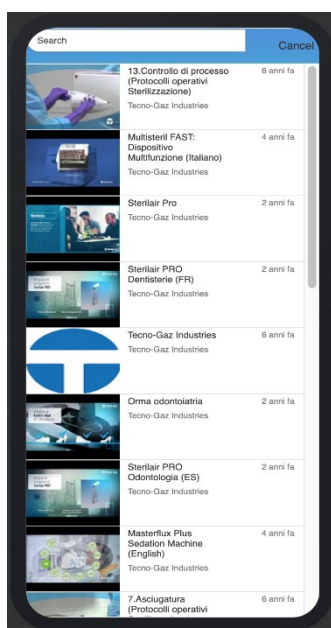 Search
Cancel
13.Controllo di processo
(Protocolli operativi
Sterilizzazione)
6 anni fa
Tecno-Gaz Industries
Multisteril FAST:
Dispositivo
Multifunzione (Italiano)
4 anni fa
Tecno-Gaz Industries
Sterilair Pro
2 anni fa
Tecno-Gaz Industries
Sterilair PRO
Dentisterie (FR)
2 anni fa
Tecno-Gaz Industries
Tecno-Gaz Industries
6 anni fa
Tecno-Gaz Industries
Orma odontoiatria
2 anni fa
Tecno-Gaz Industries
Sterilair PRO
Odontologia (ES)
2 anni fa
Tecno-Gaz Industries
Masterflux Plus
Sedation Machine
(English)
4 anni fa
Tecno-Gaz Industries
7.Asciugatura
(Protocolli operativi
6 anni fa